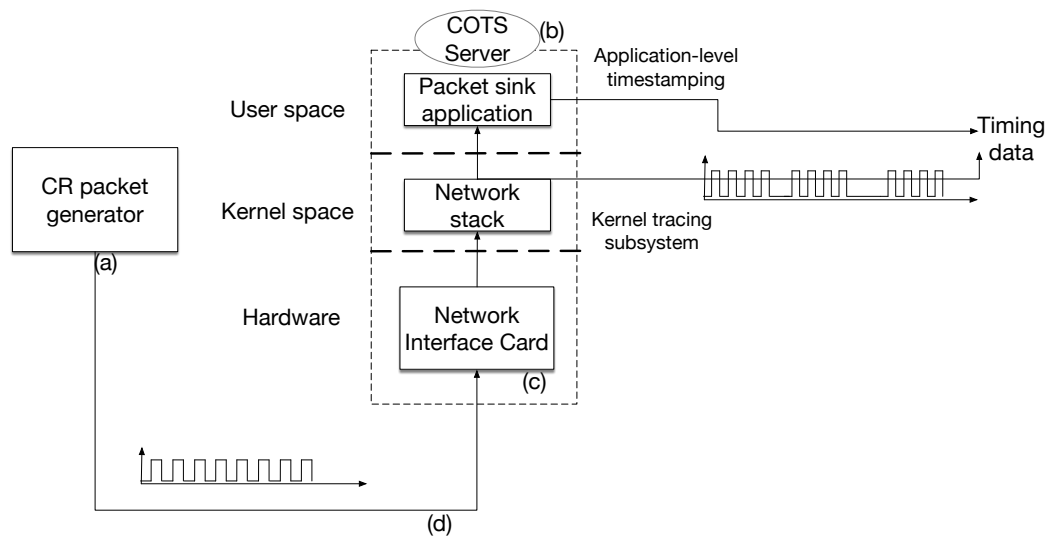 COTS
Server
(b)
Application-level
timestamping
User space
Packet sink
application
Timing
data
CR packet
generator
(a)
Kernel space
Network
stack
Kernel tracing
subsystem
Hardware
Network
Interface Card
(c)
(d)